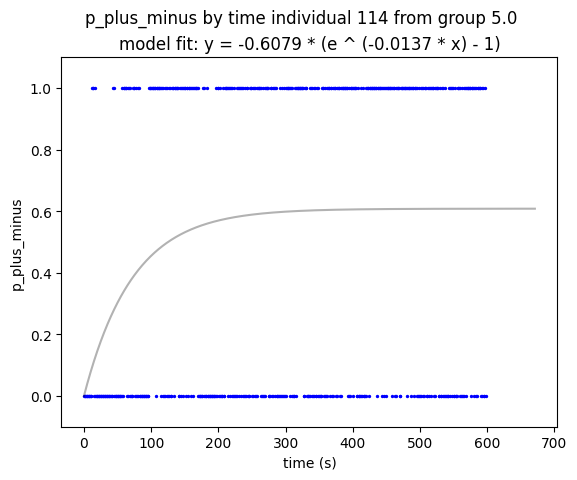 p_plus_minus by time individual 114 from group 5.0
model fit: y = -0.6079 * (e ^ (-0.0137 * x) - 1)
1.0
0.8
0.6
0.4
0.2
0.0
p_plus_minus
0 100 200 300 400 500 600 700
time (s)